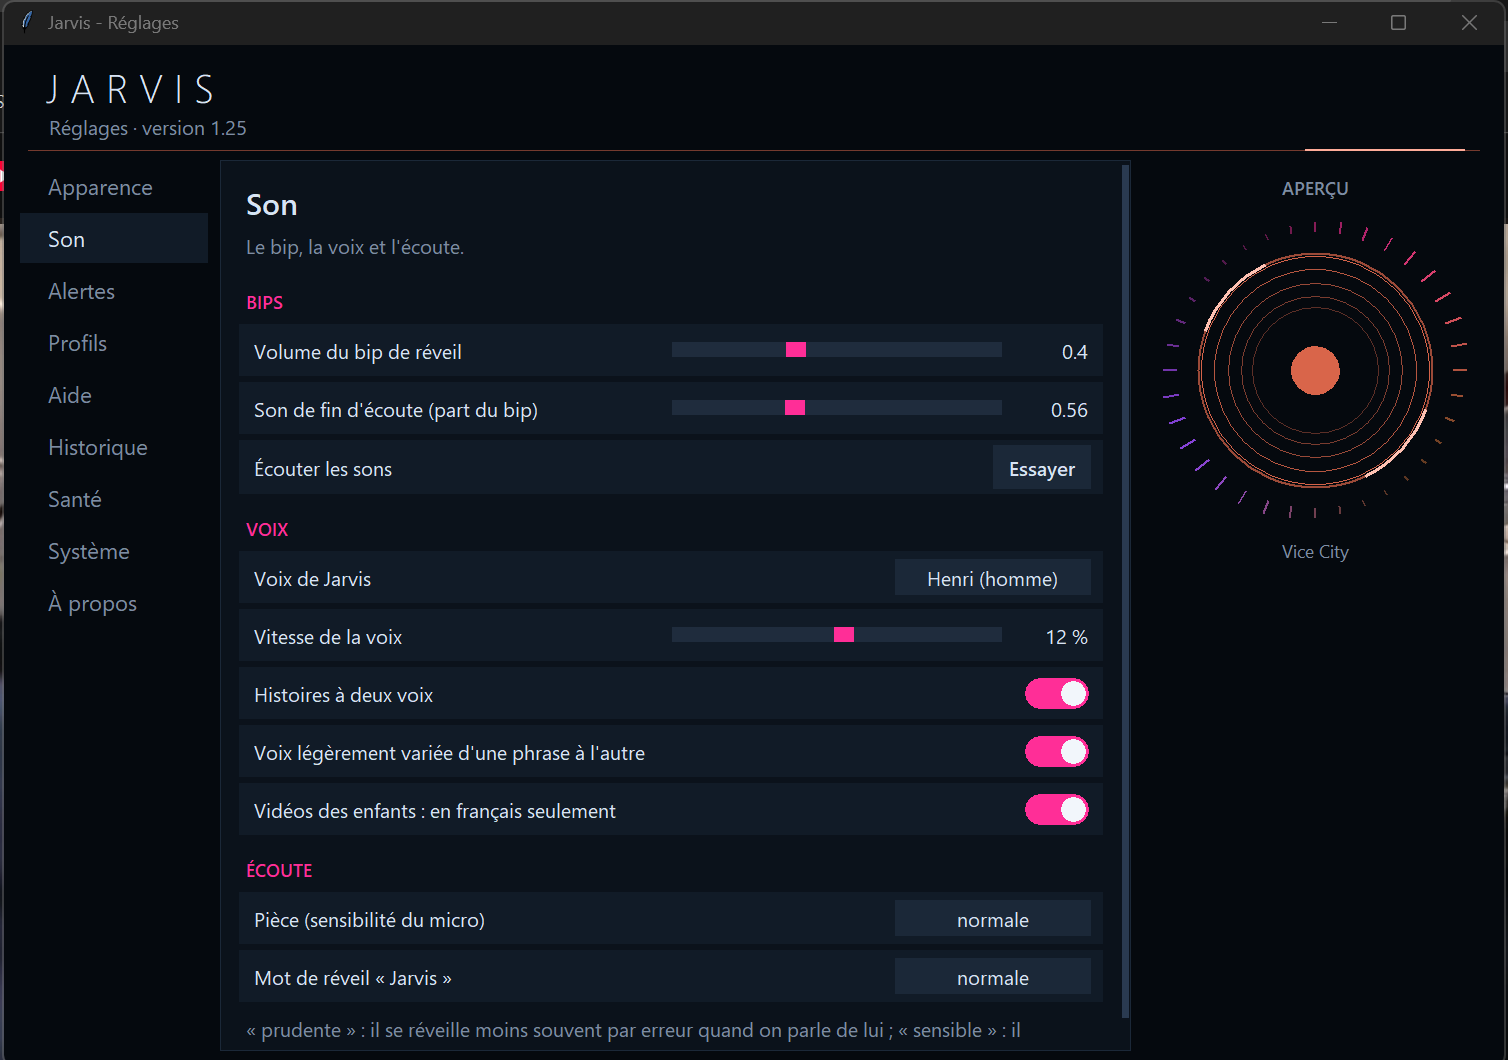 Jarvis - Réglages
JARVIS
Réglages · version 1.25
Apparence
Son
Alertes
Profils
Aide
Historique
Santé
Système
À propos
Son
Le bip, la voix et l'écoute.
BIPS
Volume du bip de réveil 0.4
Son de fin d'écoute (part du bip) 0.56
Écouter les sons Essayer
VOIX
Voix de Jarvis Henri (homme)
Vitesse de la voix 12 %
Histoires à deux voix
Voix légèrement variée d'une phrase à l'autre
Vidéos des enfants : en français seulement
ÉCOUTE
Pièce (sensibilité du micro) normale
Mot de réveil « Jarvis » normale
« prudente » : il se réveille moins souvent par erreur quand on parle de lui ; « sensible » : il
APERÇU
Vice City